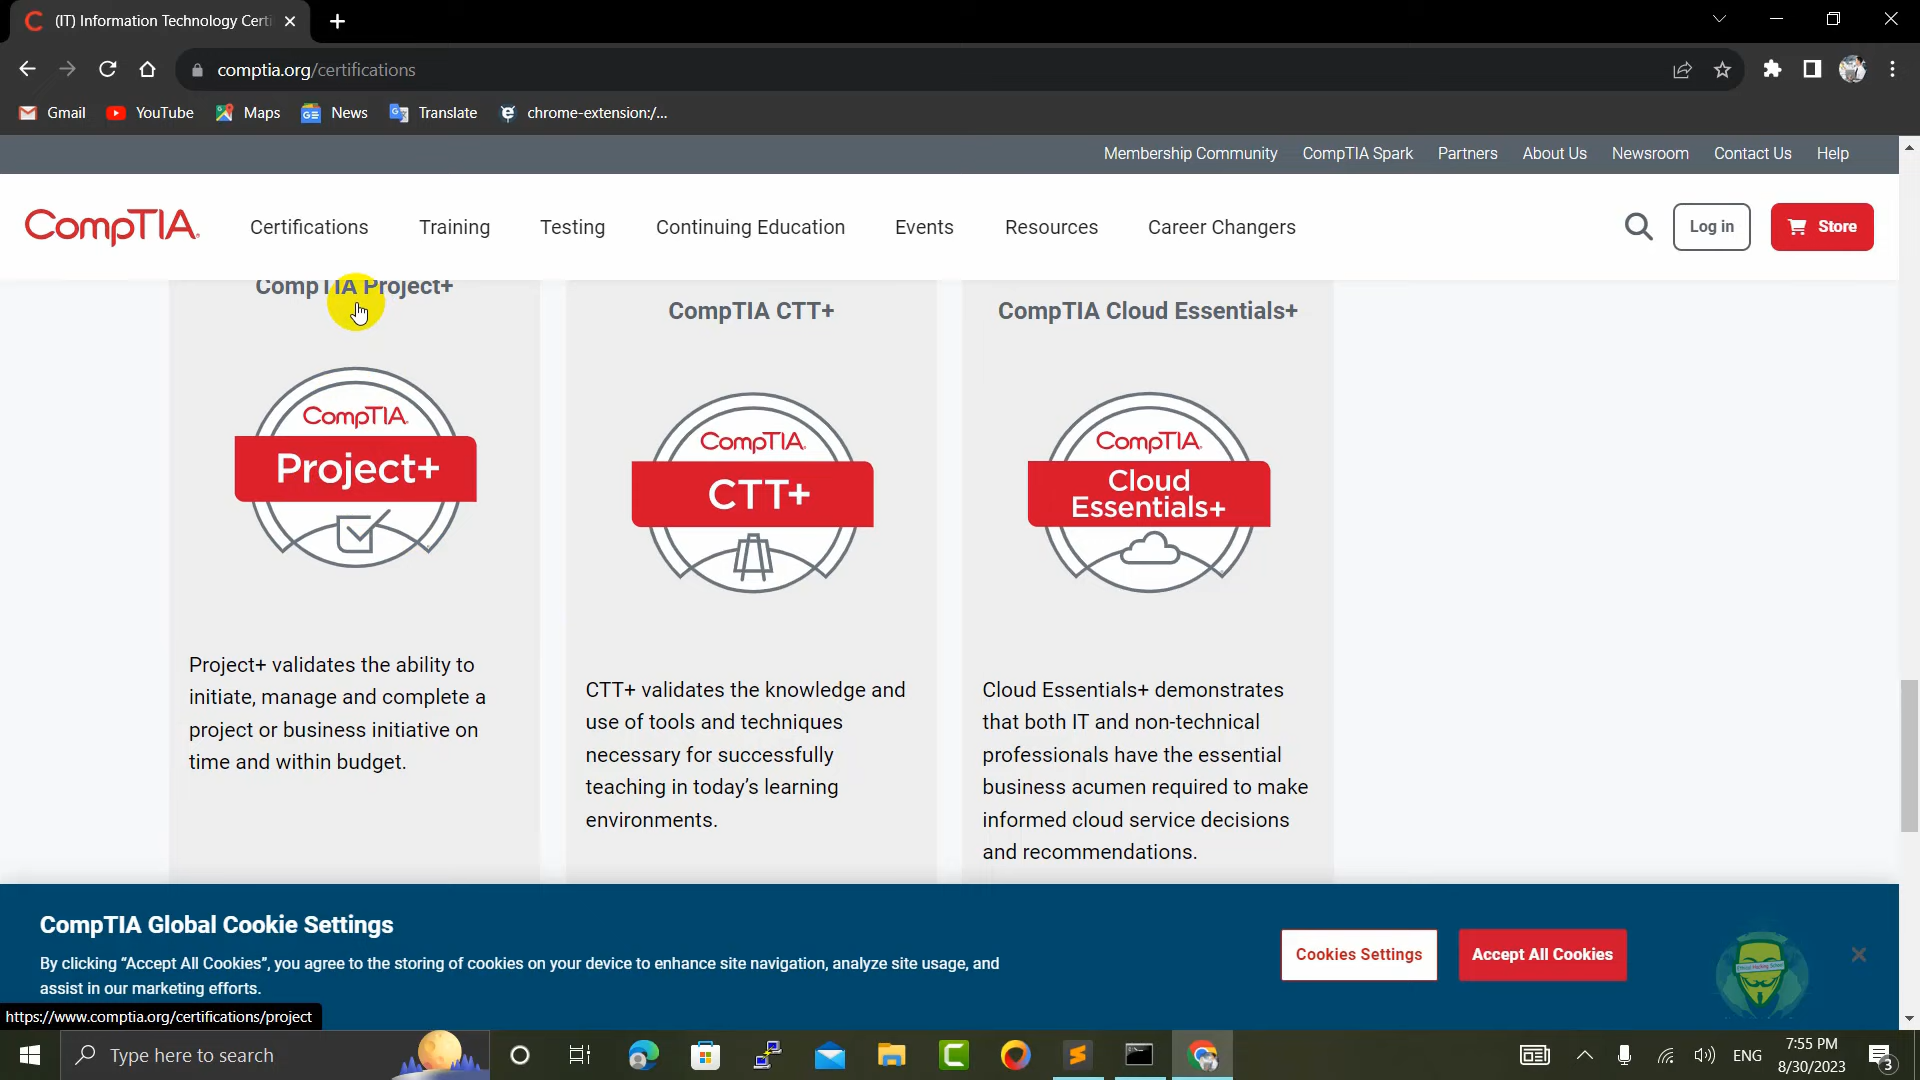 (IT) Information Technology Certi
comptia.org/certifications
Gmail YouTube Maps News Translate chrome-extension:/...
Membership Community CompTIA Spark Partners About Us Newsroom Contact Us Help
CompTIA. Certifications Training Testing Continuing Education Events Resources Career Changers Log in Store
CompTIA Project+
CompTIA.
Project+
Project+ validates the ability to
initiate, manage and complete a
project or business initiative on
time and within budget.
CompTIA CTT+
CompTIA.
CTT+
CTT+ validates the knowledge and
use of tools and techniques
necessary for successfully
teaching in today’s learning
environments.
CompTIA Cloud Essentials+
CompTIA.
Cloud
Essentials+
Cloud Essentials+ demonstrates
that both IT and non-technical
professionals have the essential
business acumen required to make
informed cloud service decisions
and recommendations.
CompTIA Global Cookie Settings
By clicking “Accept All Cookies”, you agree to the storing of cookies on your device to enhance site navigation, analyze site usage, and
assist in our marketing efforts.
Cookies Settings
Accept All Cookies
https://www.comptia.org/certifications/project
Type here to search
ENG
7:55 PM
8/30/2023
3